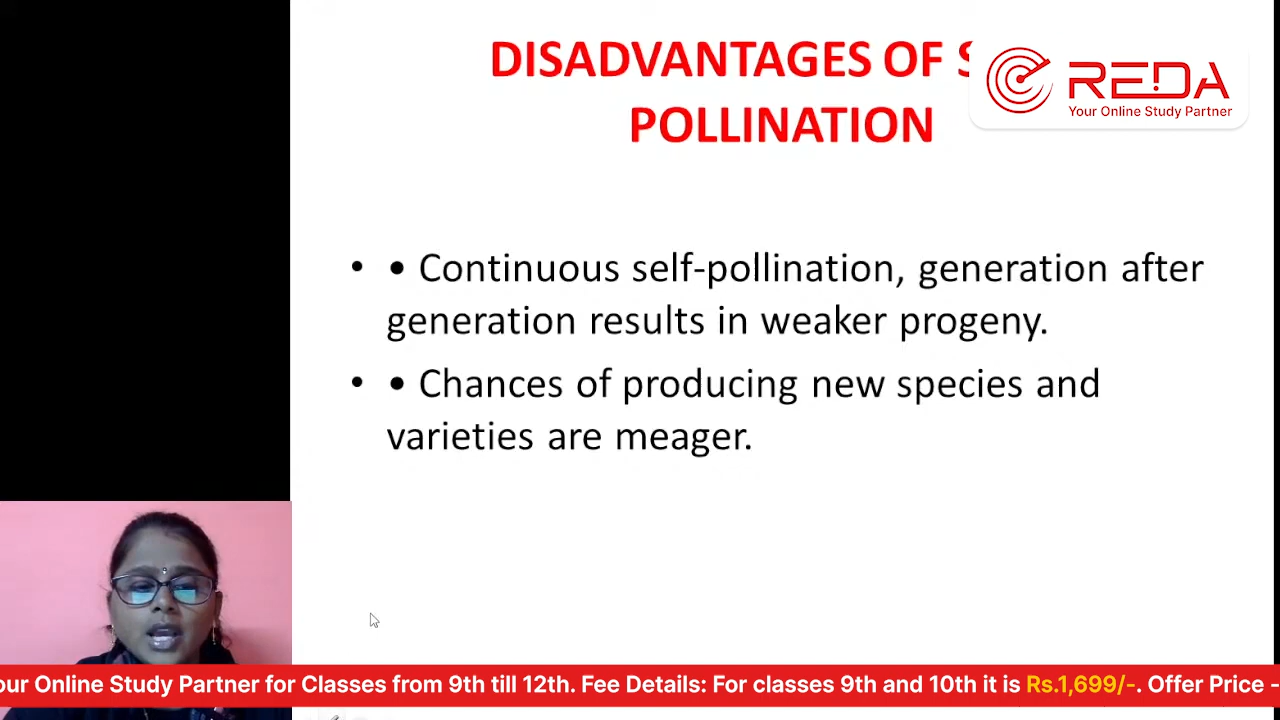 DISADVANTAGES OF
POLLINATION
REDA
Your Online Study Partner
• • Continuous self-pollination, generation after
generation results in weaker progeny.
• • Chances of producing new species and
varieties are meager.
our Online Study Partner for Classes from 9th till 12th. Fee Details: For classes 9th and 10th it is Rs.1,699/-. Offer Price -